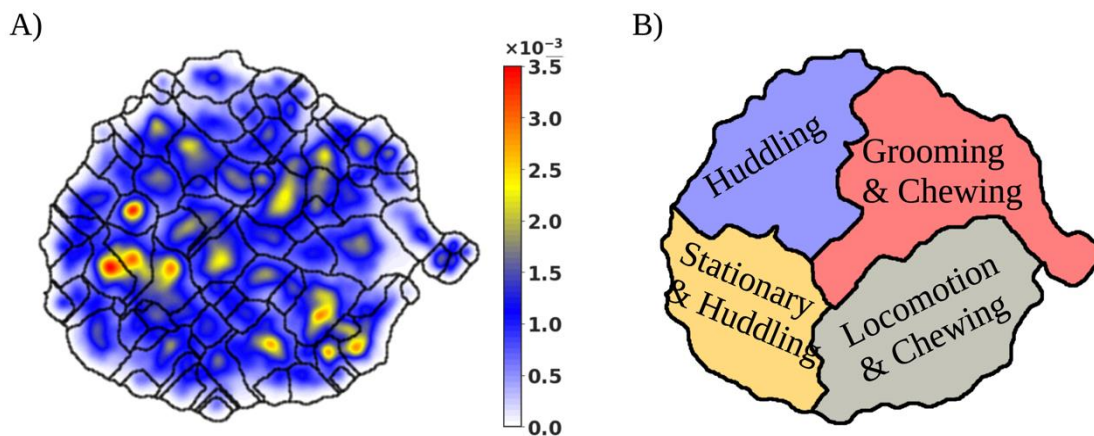 A)
×10⁻³
3.5
3.0
2.5
2.0
1.5
1.0
0.5
0.0
B)
Huddling
Grooming
& Chewing
Stationary
& Huddling
Locomotion
& Chewing